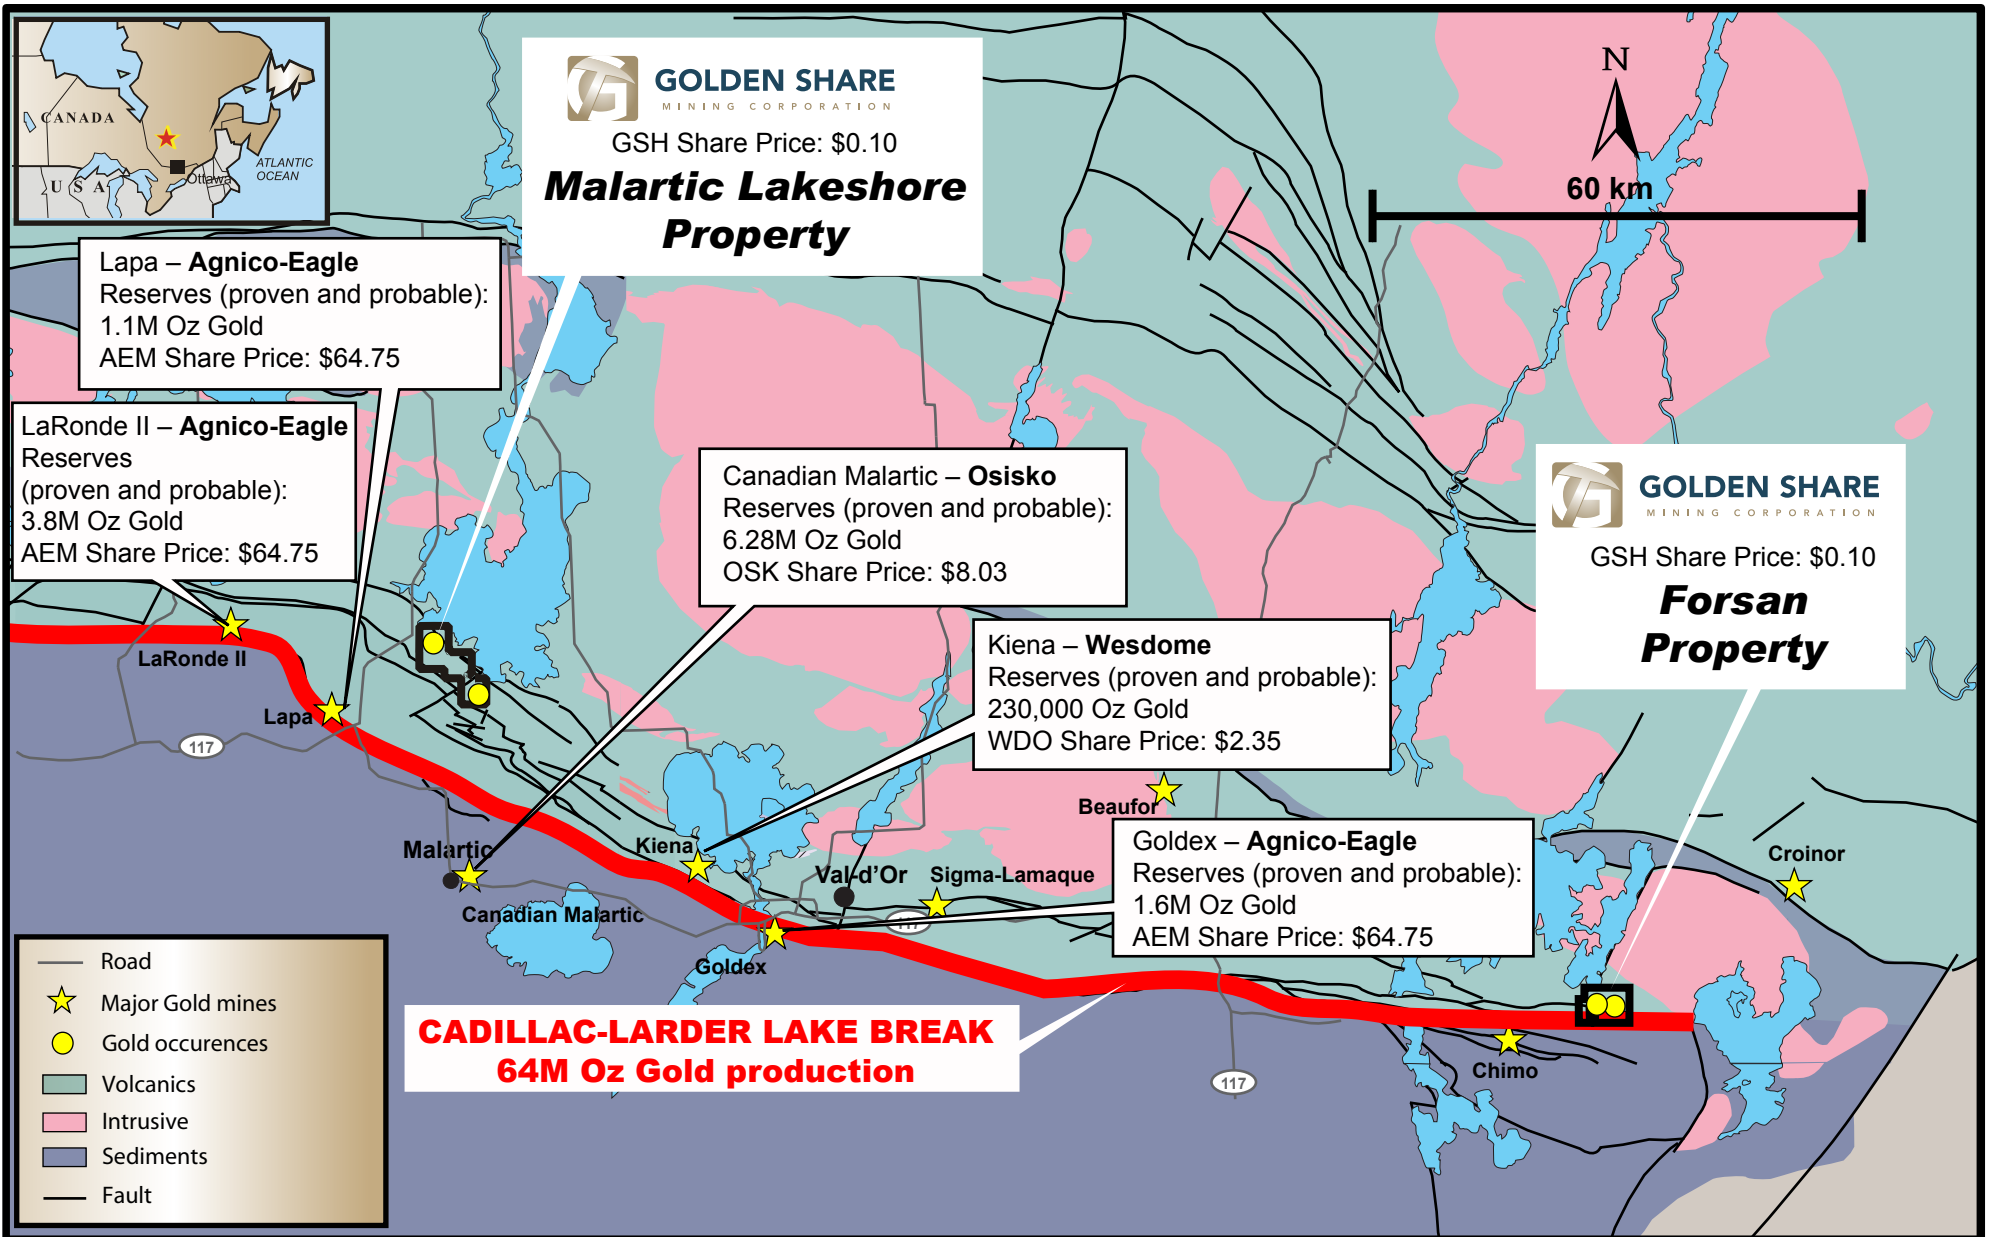 CANADA
U S A
Ottawa
ATLANTIC
OCEAN
GOLDEN SHARE
MINING CORPORATION
GSH Share Price: $0.10
Malartic Lakeshore
Property
N
60 km
Lapa – Agnico-Eagle
Reserves (proven and probable):
1.1M Oz Gold
AEM Share Price: $64.75
LaRonde II – Agnico-Eagle
Reserves
(proven and probable):
3.8M Oz Gold
AEM Share Price: $64.75
Canadian Malartic – Osisko
Reserves (proven and probable):
6.28M Oz Gold
OSK Share Price: $8.03
GOLDEN SHARE
MINING CORPORATION
GSH Share Price: $0.10
Forsan
Property
Kiena – Wesdome
Reserves (proven and probable):
230,000 Oz Gold
WDO Share Price: $2.35
LaRonde II
Lapa
117
Beaufor
Goldex – Agnico-Eagle
Reserves (proven and probable):
1.6M Oz Gold
AEM Share Price: $64.75
Malartic
Kiena
Val-d'Or
Sigma-Lamaque
Croinor
Canadian Malartic
117
Goldex
CADILLAC-LARDER LAKE BREAK
64M Oz Gold production
Chimo
117
Road
Major Gold mines
Gold occurences
Volcanics
Intrusive
Sediments
Fault